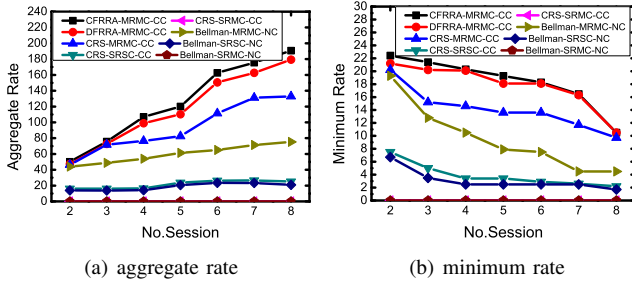 240
220
200
180
160
140
120
100
80
60
40
20
0
Aggregate Rate
CFRRA-MRMC-CC CRS-SRMC-CC
DFRRA-MRMC-CC Bellman-MRMC-NC
CRS-MRMC-CC Bellman-SRSC-NC
CRS-SRSC-CC Bellman-SRMC-NC
2 3 4 5 6 7 8
No.Session
(a) aggregate rate
30
28
26
24
22
20
18
16
14
12
10
8
6
4
2
0
Minimum Rate
CFRRA-MRMC-CC CRS-SRMC-CC
DFRRA-MRMC-CC Bellman-MRMC-NC
CRS-MRMC-CC Bellman-SRSC-NC
CRS-SRSC-CC Bellman-SRMC-NC
2 3 4 5 6 7 8
No.Session
(b) minimum rate